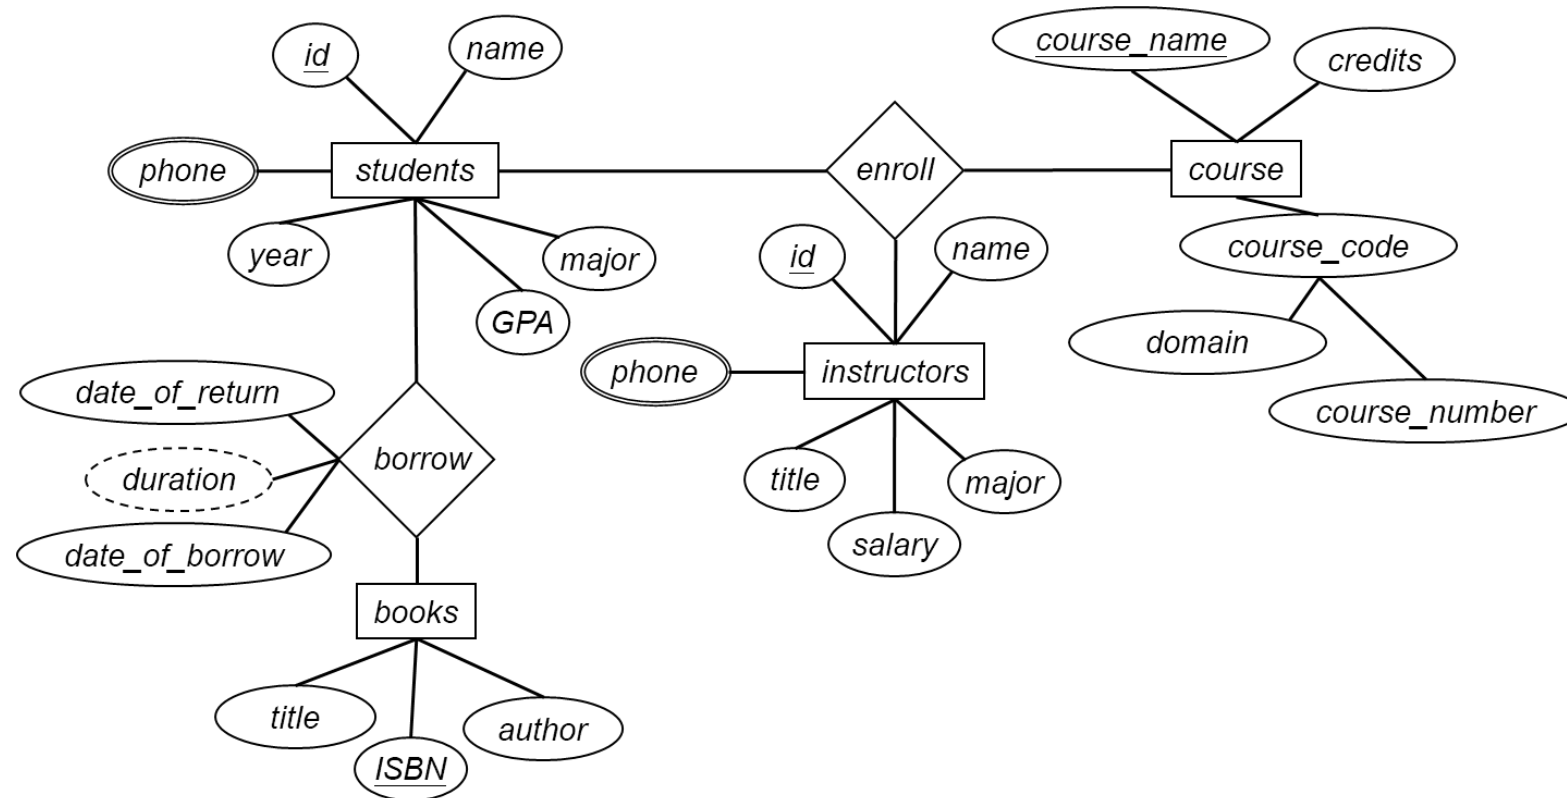 course_name
id
name
credits
phone
students
enroll
course
year
major
id
name
course_code
GPA
domain
phone
instructors
date_of_return
course_number
borrow
duration
title
major
date_of_borrow
salary
books
title
author
ISBN